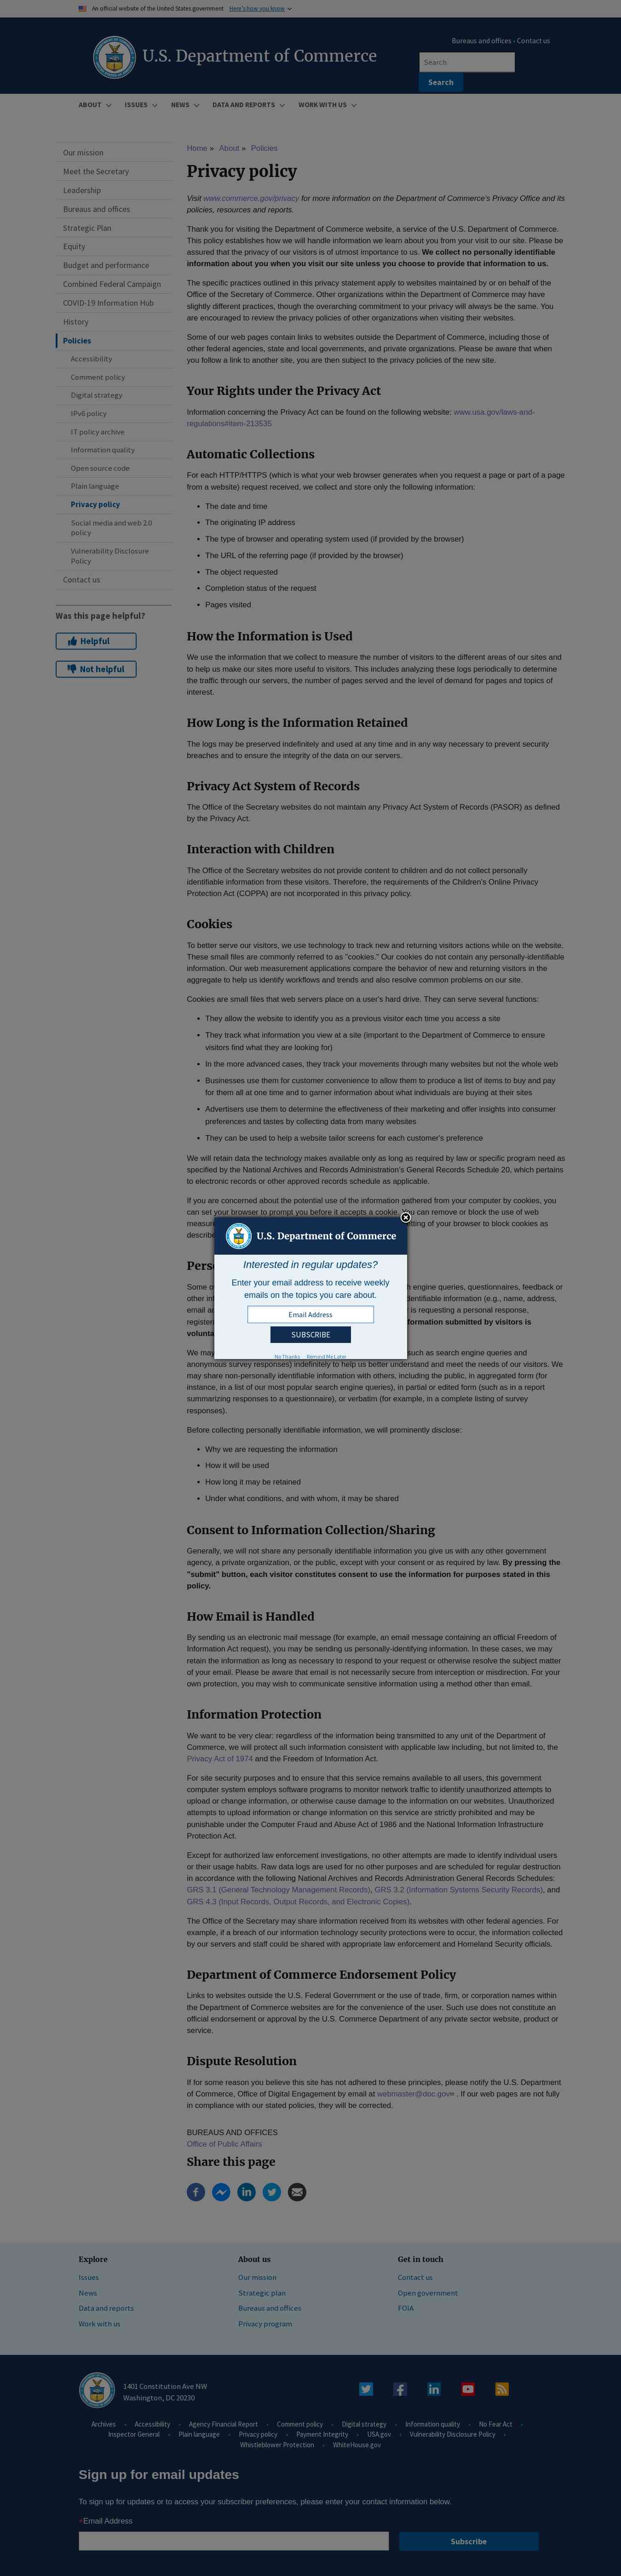 An official website of the United States government Here's how you know
U.S. Department of Commerce
Bureaus and offices - Contact us
Search
Search
ABOUT ISSUES NEWS DATA AND REPORTS WORK WITH US
Our mission
Meet the Secretary
Leadership
Bureaus and offices
Strategic Plan
Equity
Budget and performance
Combined Federal Campaign
COVID-19 Information Hub
History
Policies
Accessibility
Comment policy
Digital strategy
IPv6 policy
IT policy archive
Information quality
Open source code
Plain language
Privacy policy
Social media and web 2.0
policy
Vulnerability Disclosure
Policy
Contact us
Was this page helpful?
Helpful
Not helpful
Home » About » Policies
Privacy policy
Visit www.commerce.gov/privacy for more information on the Department of Commerce's Privacy Office and its
policies, resources and reports.
Thank you for visiting the Department of Commerce website, a service of the U.S. Department of Commerce.
This policy establishes how we will handle information we learn about you from your visit to our site. Please be
assured that the privacy of our visitors is of utmost importance to us. We collect no personally identifiable
information about you when you visit our site unless you choose to provide that information to us.
The specific practices outlined in this privacy statement apply to websites maintained by or on behalf of the
Office of the Secretary of Commerce. Other organizations within the Department of Commerce may have
slightly different practices, though the overarching commitment to your privacy will always be the same. You
are encouraged to review the privacy policies of other organizations when visiting their websites.
Some of our web pages contain links to websites outside the Department of Commerce, including those of
other federal agencies, state and local governments, and private organizations. Please be aware that when
you follow a link to another site, you are then subject to the privacy policies of the new site.
Your Rights under the Privacy Act
Information concerning the Privacy Act can be found on the following website: www.usa.gov/laws-and-
regulations#item-213535
Automatic Collections
For each HTTP/HTTPS (which is what your web browser generates when you request a page or part of a page
from a website) request received, we collect and store only the following information:
The date and time
The originating IP address
The type of browser and operating system used (if provided by the browser)
The URL of the referring page (if provided by the browser)
The object requested
Completion status of the request
Pages visited
How the Information is Used
We use the information that we collect to measure the number of visitors to the different areas of our sites and
to help us make our sites more useful to visitors. This includes analyzing these logs periodically to determine
the traffic through our servers, the number of pages served and the level of demand for pages and topics of
interest.
How Long is the Information Retained
The logs may be preserved indefinitely and used at any time and in any way necessary to prevent security
breaches and to ensure the integrity of the data on our servers.
Privacy Act System of Records
The Office of the Secretary websites do not maintain any Privacy Act System of Records (PASOR) as defined
by the Privacy Act.
Interaction with Children
The Office of the Secretary websites do not provide content to children and do not collect personally
identifiable information from these visitors. Therefore, the requirements of the Children's Online Privacy
Protection Act (COPPA) are not incorporated in this privacy policy.
Cookies
To better serve our visitors, we use technology to track new and returning visitors actions while on the website.
These small files are commonly referred to as "cookies." Our cookies do not contain any personally-identifiable
information. Our web measurement applications compare the behavior of new and returning visitors in the
aggregate to help us identify workflows and trends and also resolve common problems on our site.
Cookies are small files that web servers place on a user's hard drive. They can serve several functions:
They allow the website to identify you as a previous visitor each time you access a site
They track what information you view at a site (important to the Department of Commerce to ensure
visitors find what they are looking for)
In the more advanced cases, they track your movements through many websites but not the whole web
Businesses use them for customer convenience to allow them to produce a list of items to buy and pay
for them all at one time and to garner information about what individuals are buying at their sites
Advertisers use them to determine the effectiveness of their marketing and offer insights into consumer
preferences and tastes by collecting data from many websites
They can be used to help a website tailor screens for each customer's preference
We will retain data the technology makes available only as long as required by law or specific program need as
specified by the National Archives and Records Administration's General Records Schedule 20, which pertains
to electronic records or other approved records schedule as applicable.
If you are concerned about the potential use of the information gathered from your computer by cookies, you
can set your browser to prompt you before it accepts a cookie. You can remove or block the use of web
measu ing of your browser to block cookies as
describe
U.S. Department of Commerce
Interested in regular updates?
Enter your email address to receive weekly
emails on the topics you care about.
Email Address
SUBSCRIBE
No Thanks Remind Me Later
Perso
Some o h engine queries, questionnaires, feedback or
other identifiable information (e.g., name, address,
email ad ar is requesting a personal response,
register nformation submitted by visitors is
volunta
We may such as search engine queries and
anonymous survey responses) indefinitely to help us better understand and meet the needs of our visitors. We
may share non-personally identifiable information with others, including the public, in aggregated form (for
example, in a list of our most popular search engine queries), in partial or edited form (such as in a report
summarizing responses to a questionnaire), or verbatim (for example, in a complete listing of survey
responses).
Before collecting personally identifiable information, we will prominently disclose:
Why we are requesting the information
How it will be used
How long it may be retained
Under what conditions, and with whom, it may be shared
Consent to Information Collection/Sharing
Generally, we will not share any personally identifiable information you give us with any other government
agency, a private organization, or the public, except with your consent or as required by law. By pressing the
"submit" button, each visitor constitutes consent to use the information for purposes stated in this
policy.
How Email is Handled
By sending us an electronic mail message (for example, an email message containing an official Freedom of
Information Act request), you may be sending us personally-identifying information. In these cases, we may
retain the information as long as necessary to respond to your request or otherwise resolve the subject matter
of your email. Please be aware that email is not necessarily secure from interception or misdirection. For your
own protection, you may wish to communicate sensitive information using a method other than email.
Information Protection
We want to be very clear: regardless of the information being transmitted to any unit of the Department of
Commerce, we will protect all such information consistent with applicable law including, but not limited to, the
Privacy Act of 1974 and the Freedom of Information Act.
For site security purposes and to ensure that this service remains available to all users, this government
computer system employs software programs to monitor network traffic to identify unauthorized attempts to
upload or change information, or otherwise cause damage to the information on our websites. Unauthorized
attempts to upload information or change information on this service are strictly prohibited and may be
punishable under the Computer Fraud and Abuse Act of 1986 and the National Information Infrastructure
Protection Act.
Except for authorized law enforcement investigations, no other attempts are made to identify individual users
or their usage habits. Raw data logs are used for no other purposes and are scheduled for regular destruction
in accordance with the following National Archives and Records Administration General Records Schedules:
GRS 3.1 (General Technology Management Records), GRS 3.2 (Information Systems Security Records), and
GRS 4.3 (Input Records, Output Records, and Electronic Copies).
The Office of the Secretary may share information received from its websites with other federal agencies. For
example, if a breach of our information technology security protections were to occur, the information collected
by our servers and staff could be shared with appropriate law enforcement and Homeland Security officials.
Department of Commerce Endorsement Policy
Links to websites outside the U.S. Federal Government or the use of trade, firm, or corporation names within
the Department of Commerce websites are for the convenience of the user. Such use does not constitute an
official endorsement or approval by the U.S. Commerce Department of any private sector website, product or
service.
Dispute Resolution
If for some reason you believe this site has not adhered to these principles, please notify the U.S. Department
of Commerce, Office of Digital Engagement by email at webmaster@doc.gov . If our web pages are not fully
in compliance with our stated policies, they will be corrected.
BUREAUS AND OFFICES
Office of Public Affairs
Share this page
Explore
Issues
News
Data and reports
Work with us
About us
Our mission
Strategic plan
Bureaus and offices
Privacy program
Get in touch
Contact us
Open government
FOIA
1401 Constitution Ave NW
Washington, DC 20230
Archives - Accessibility - Agency Financial Report - Comment policy - Digital strategy - Information quality - No Fear Act -
Inspector General - Plain language - Privacy policy - Payment Integrity - USA.gov - Vulnerability Disclosure Policy -
Whistleblower Protection - WhiteHouse.gov
Sign up for email updates
To sign up for updates or to access your subscriber preferences, please enter your contact information below.
*Email Address
Subscribe